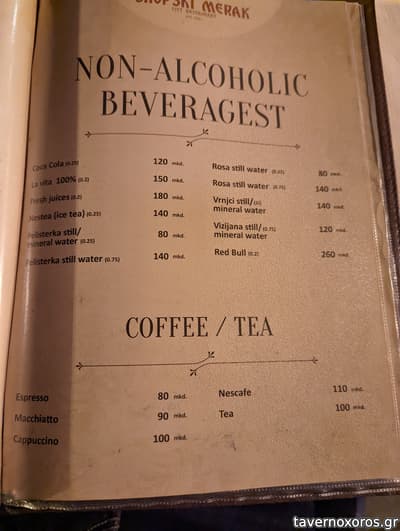 SHOPSKI MERAK
NON-ALCOHOLIC
BEVERAGEST
Coca Cola (0.25) 120 mkd.
La vita 100% (0.2) 150 mkd.
Fresh juices (0.2) 180 mkd.
Nestea (ice tea) (0.25) 140 mkd.
Pelisterka still/
mineral water (0.25) 80 mkd.
Pelisterka still water (0.75) 140 mkd.
Rosa still water 80 mkd.
Rosa still water (0.75) 140 mkd.
Vrnjci still/
mineral water 140 mkd.
Vizijana still/ (0.75) 120 mkd.
mineral water
Red Bull (0.2) 260 mkd.
COFFEE / TEA
Espresso 80 mkd.
Macchiatto 90 mkd.
Cappuccino 100 mkd.
Nescafe 110 mkd.
Tea 100 mkd.
tavernoxoros.gr